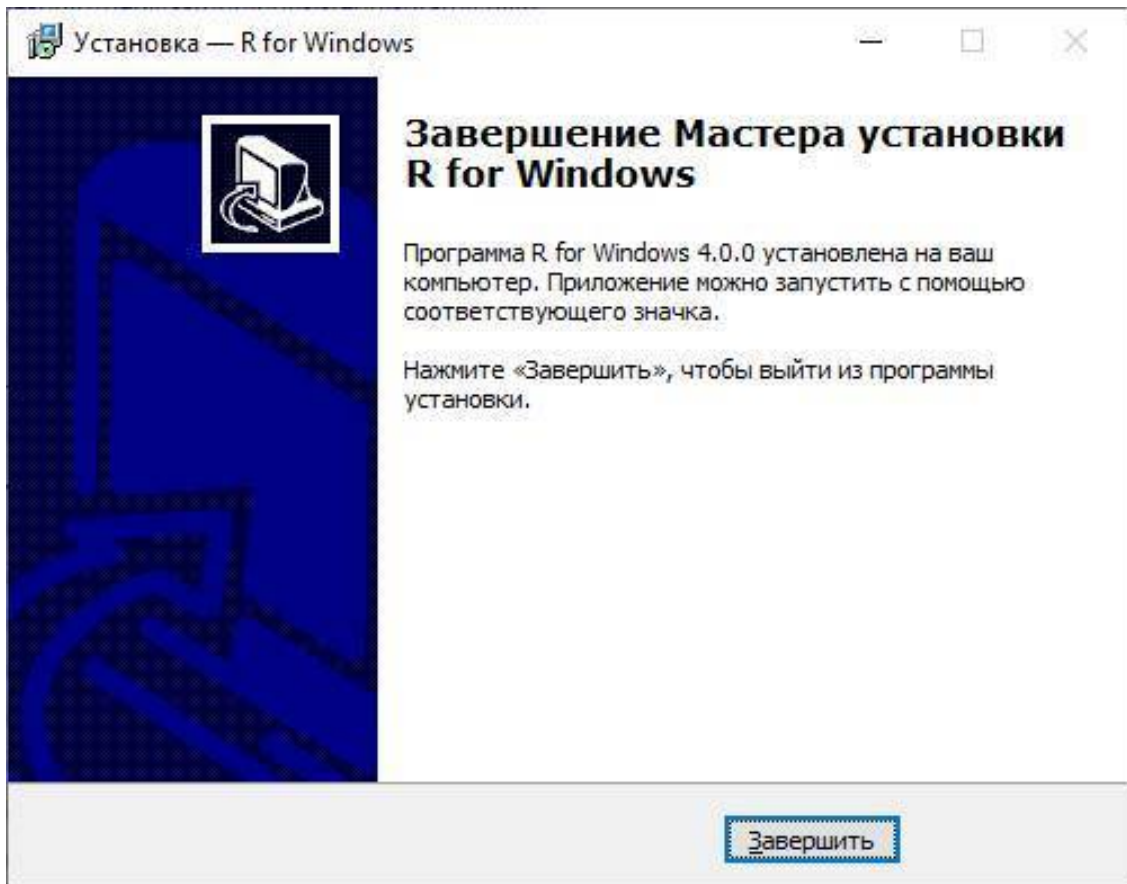 Установка — R for Windows
Завершение Мастера установки
R for Windows
Программа R for Windows 4.0.0 установлена на ваш
компьютер. Приложение можно запустить с помощью
соответствующего значка.
Нажмите «Завершить», чтобы выйти из программы
установки.
Завершить